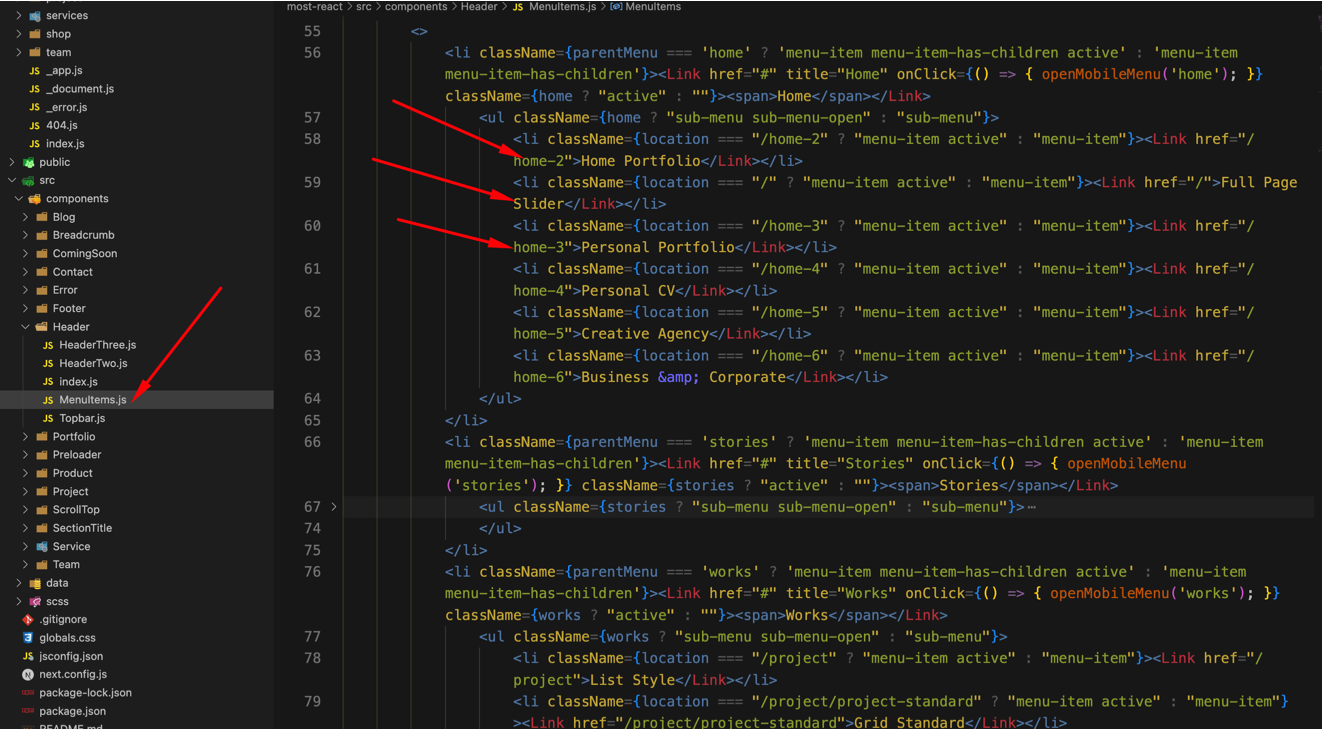 most-react > src > components > Header > JS MenuItems.js > MenuItems
services
shop
team
JS _app.js
JS _document.js
JS _error.js
JS 404.js
JS index.js
public
src
components
Blog
Breadcrumb
ComingSoon
Contact
Error
Footer
Header
JS HeaderThree.js
JS HeaderTwo.js
JS index.js
JS MenuItems.js
JS Topbar.js
Portfolio
Preloader
Product
Project
ScrollTop
SectionTitle
Service
Team
data
scss
.gitignore
globals.css
JS jsconfig.json
next.config.js
package-lock.json
package.json
README.md
55 <>
56 <li className={parentMenu === 'home' ? 'menu-item menu-item-has-children active' : 'menu-item
menu-item-has-children'}><Link href="#" title="Home" onClick={() => { openMobileMenu('home'); }}
className={home ? "active" : ""}><span>Home</span></Link>
57 <ul className={home ? "sub-menu sub-menu-open" : "sub-menu"}>
58 <li className={location === "/home-2" ? "menu-item active" : "menu-item"}><Link href="/
home-2">Home Portfolio</Link></li>
59 <li className={location === "/" ? "menu-item active" : "menu-item"}><Link href="/">Full Page
Slider</Link></li>
60 <li className={location === "/home-3" ? "menu-item active" : "menu-item"}><Link href="/
home-3">Personal Portfolio</Link></li>
61 <li className={location === "/home-4" ? "menu-item active" : "menu-item"}><Link href="/
home-4">Personal CV</Link></li>
62 <li className={location === "/home-5" ? "menu-item active" : "menu-item"}><Link href="/
home-5">Creative Agency</Link></li>
63 <li className={location === "/home-6" ? "menu-item active" : "menu-item"}><Link href="/
home-6">Business &amp; Corporate</Link></li>
64 </ul>
65 </li>
66 <li className={parentMenu === 'stories' ? 'menu-item menu-item-has-children active' : 'menu-item
menu-item-has-children'}><Link href="#" title="Stories" onClick={() => { openMobileMenu
('stories'); }} className={stories ? "active" : ""}><span>Stories</span></Link>
67 > <ul className={stories ? "sub-menu sub-menu-open" : "sub-menu"}>⋯
74 </ul>
75 </li>
76 <li className={parentMenu === 'works' ? 'menu-item menu-item-has-children active' : 'menu-item
menu-item-has-children'}><Link href="#" title="Works" onClick={() => { openMobileMenu('works'); }}
className={works ? "active" : ""}><span>Works</span></Link>
77 <ul className={works ? "sub-menu sub-menu-open" : "sub-menu"}>
78 <li className={location === "/project" ? "menu-item active" : "menu-item"}><Link href="/
project">List Style</Link></li>
79 <li className={location === "/project/project-standard" ? "menu-item active" : "menu-item"}
><Link href="/project/project-standard">Grid Standard</Link></li>